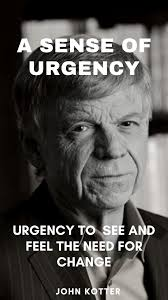 A SENSE OF
URGENCY
URGENCY TO SEE AND
FEEL THE NEED FOR
CHANGE
JOHN KOTTER